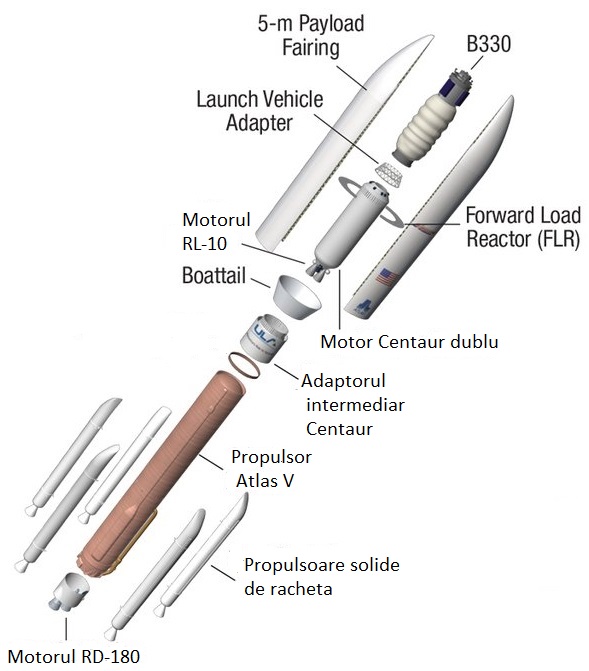 5-m Payload
Fairing
B330
Launch Vehicle
Adapter
Motorul
RL-10
Forward Load
Reactor (FLR)
Boattail
Motor Centaur dublu
ULA
Adaptorul
intermediar
Centaur
Propulsor
Atlas V
Propulsoare solide
de racheta
Motorul RD-180